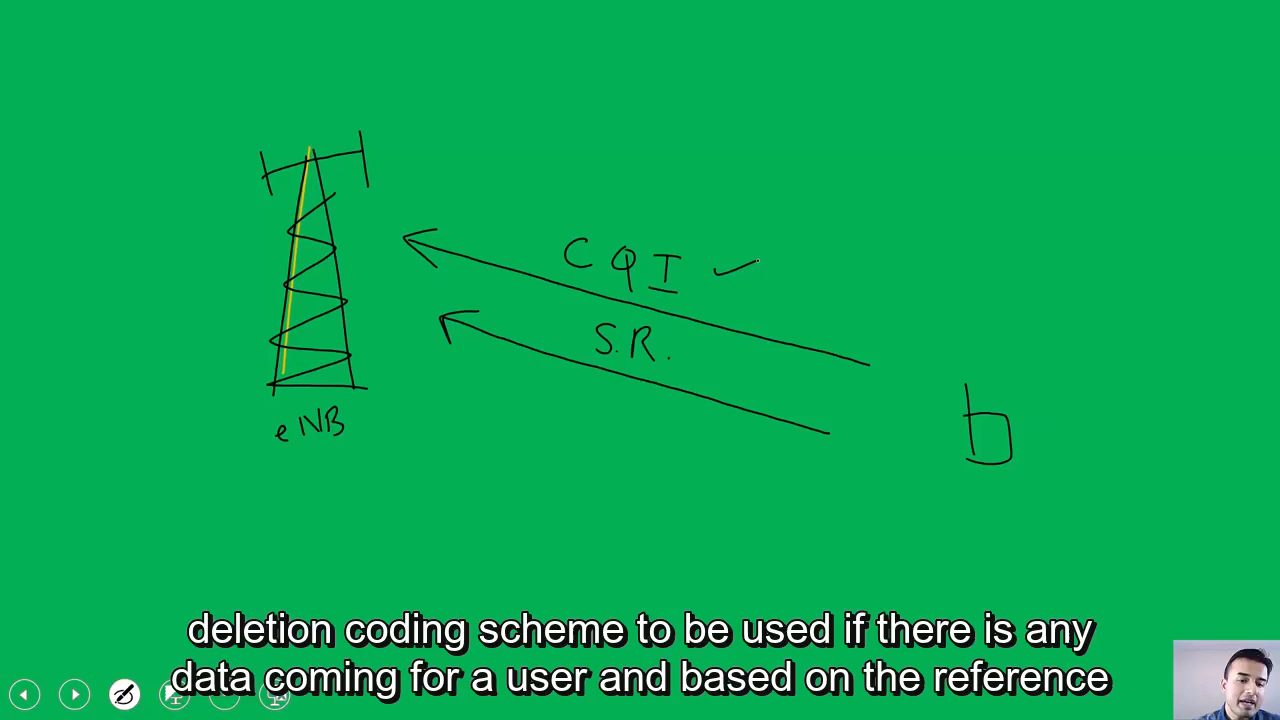 CQI
S.R.
eNB
deletion coding scheme to be used if there is any
data coming for a user and based on the reference